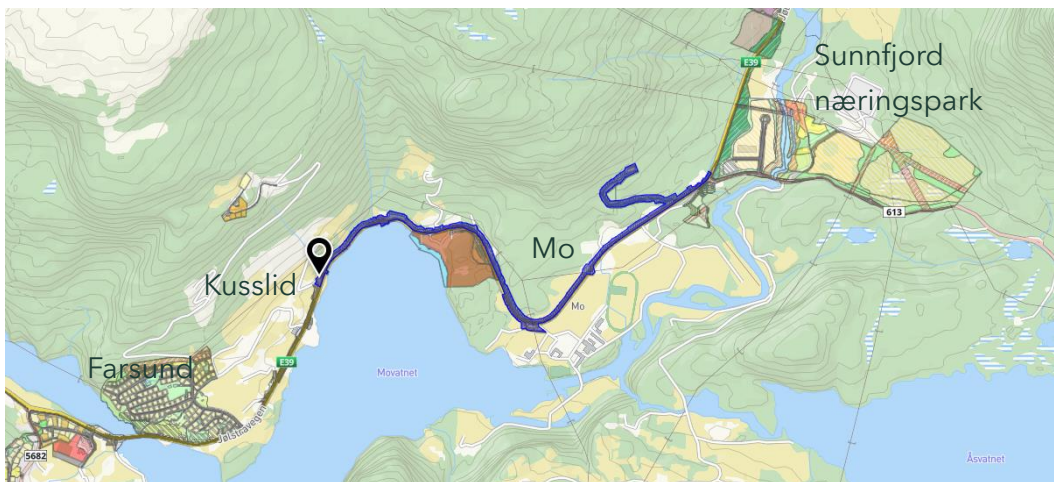 Sunnfjord
næringspark
E39
613
Mo
Kusslid
Mo
Farsund
E39
Movatnet
Jølstravegen
5682
Åsvatnet